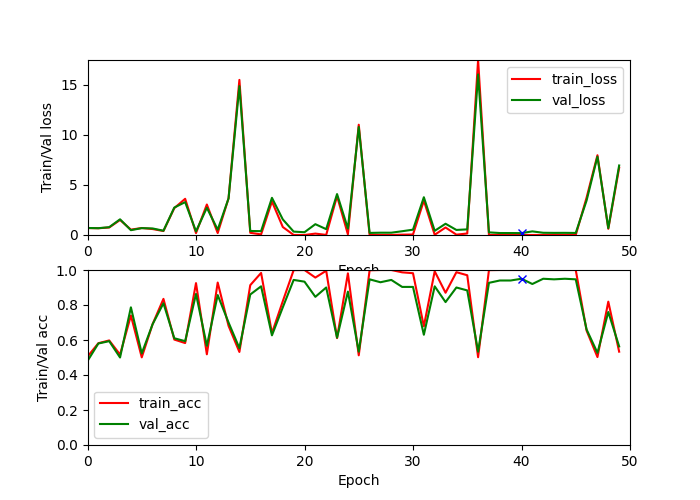 15
10
5
0
Train/Val loss
train_loss
val_loss
0 10 20 30 40 50
Epoch
1.0
0.8
0.6
0.4
0.2
0.0
Train/Val acc
train_acc
val_acc
0 10 20 30 40 50
Epoch